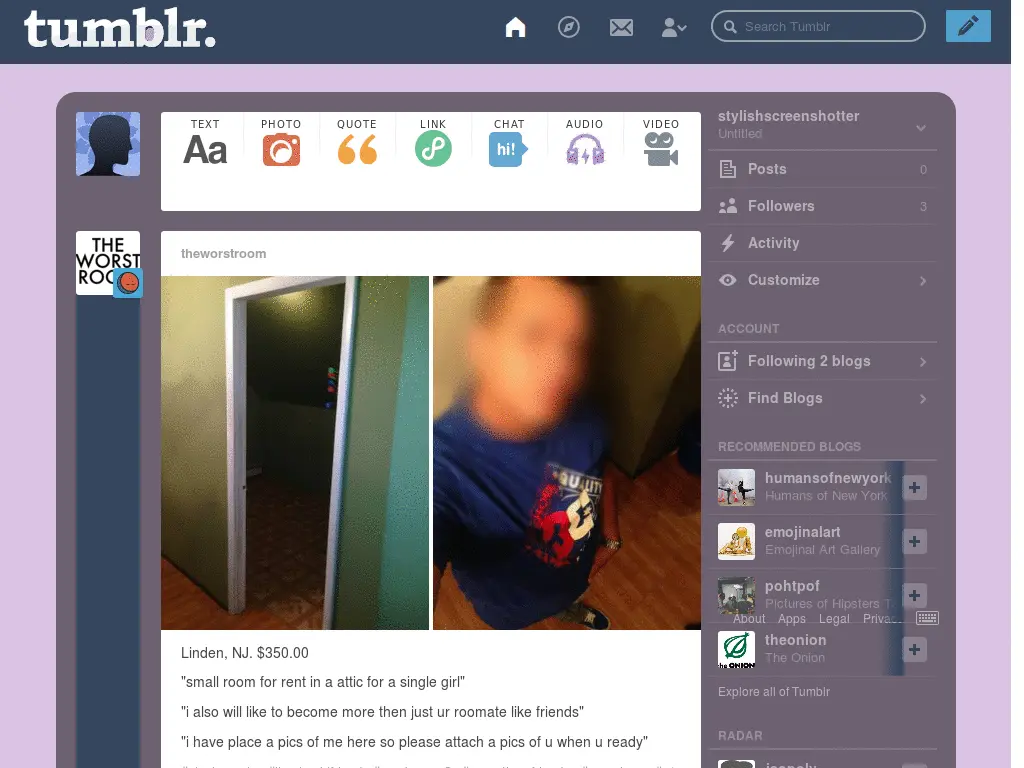 tumblr.
Search Tumblr
TEXT
Aa
PHOTO
QUOTE
LINK
CHAT
hi!
AUDIO
VIDEO
stylishscreenshotter
Untitled
Posts 0
Followers 3
Activity
Customize
ACCOUNT
Following 2 blogs
Find Blogs
RECOMMENDED BLOGS
humansofnewyork
Humans of New York
emojinalart
Emojinal Art Gallery
pohtpof
Pictures of Hipsters T
About Apps Legal Privac
theonion
The Onion
the ONION
Explore all of Tumblr
RADAR
THE
WORST
ROO
theworstroom
Linden, NJ. $350.00
"small room for rent in a attic for a single girl"
"i also will like to become more then just ur roomate like friends"
"i have place a pics of me here so please attach a pics of u when u ready"